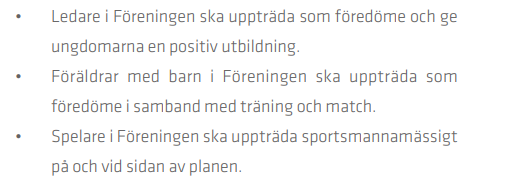 • Ledare i Föreningen ska uppträda som föredöme och ge
ungdomarna en positiv utbildning.
• Föräldrar med barn i Föreningen ska uppträda som
föredöme i samband med träning och match.
• Spelare i Föreningen ska uppträda sportsmannamässigt
på och vid sidan av planen.